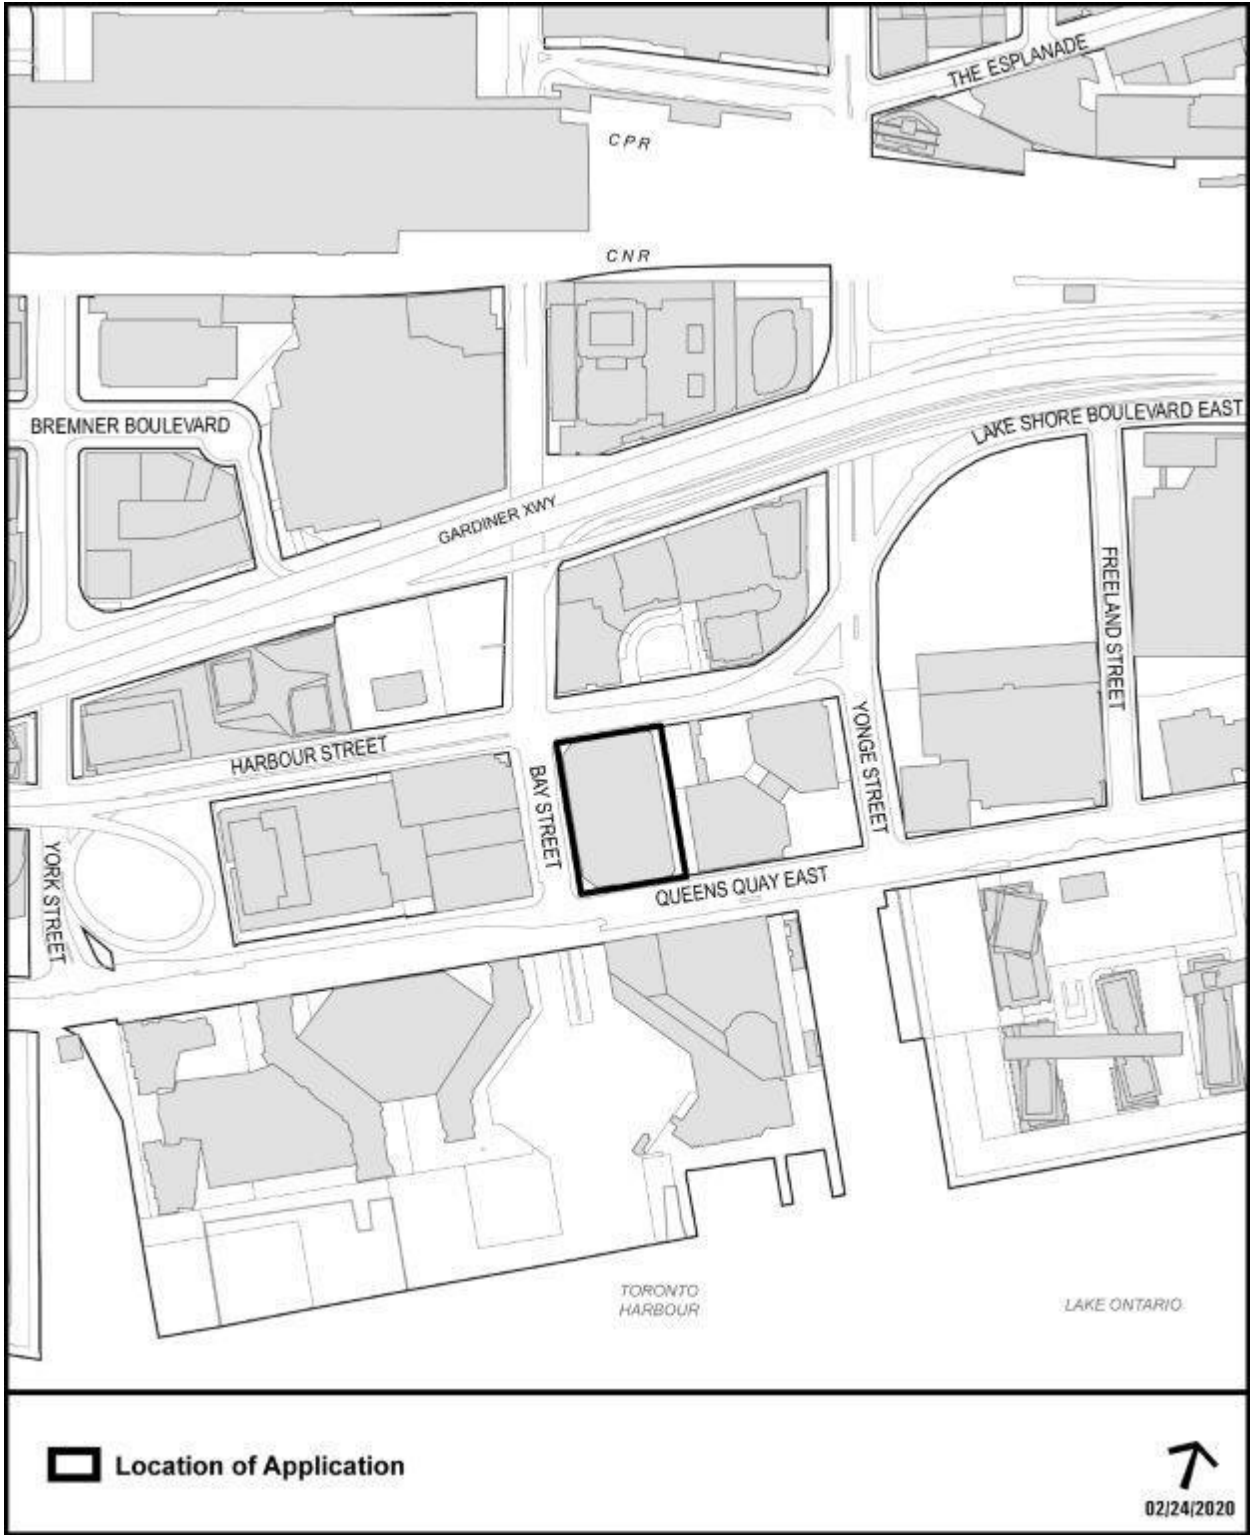 THE ESPLANADE
CPR
CNR
BREMNER BOULEVARD
LAKE SHORE BOULEVARD EAST
GARDINER XWY
FREELAND STREET
HARBOUR STREET
BAY STREET
YONGE STREET
YORK STREET
QUEENS QUAY EAST
TORONTO
HARBOUR
LAKE ONTARIO
Location of Application
02/24/2020